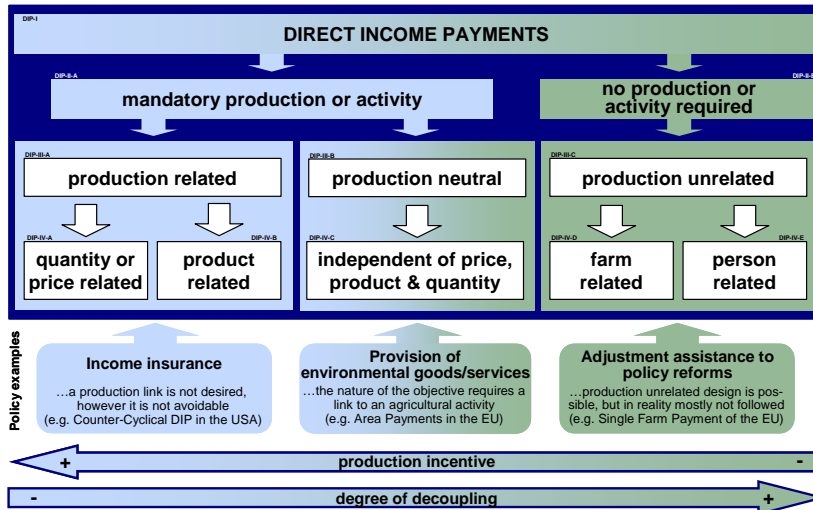 DIP-I
DIRECT INCOME PAYMENTS
DIP-II-A
mandatory production or activity
no production or
activity required
DIP-III-A
production related
DIP-III-B
production neutral
DIP-III-C
production unrelated
DIP-IV-A
quantity or
price related
DIP-IV-B
product
related
DIP-IV-C
independent of price,
product & quantity
DIP-IV-D
farm
related
DIP-IV-E
person
related
Policy examples
Income insurance
…a production link is not desired,
however it is not avoidable
(e.g. Counter-Cyclical DIP in the USA)
Provision of
environmental goods/services
…the nature of the objective requires a
link to an agricultural activity
(e.g. Area Payments in the EU)
Adjustment assistance to
policy reforms
…production unrelated design is pos-
sible, but in reality mostly not followed
(e.g. Single Farm Payment of the EU)
+ production incentive -
- degree of decoupling +